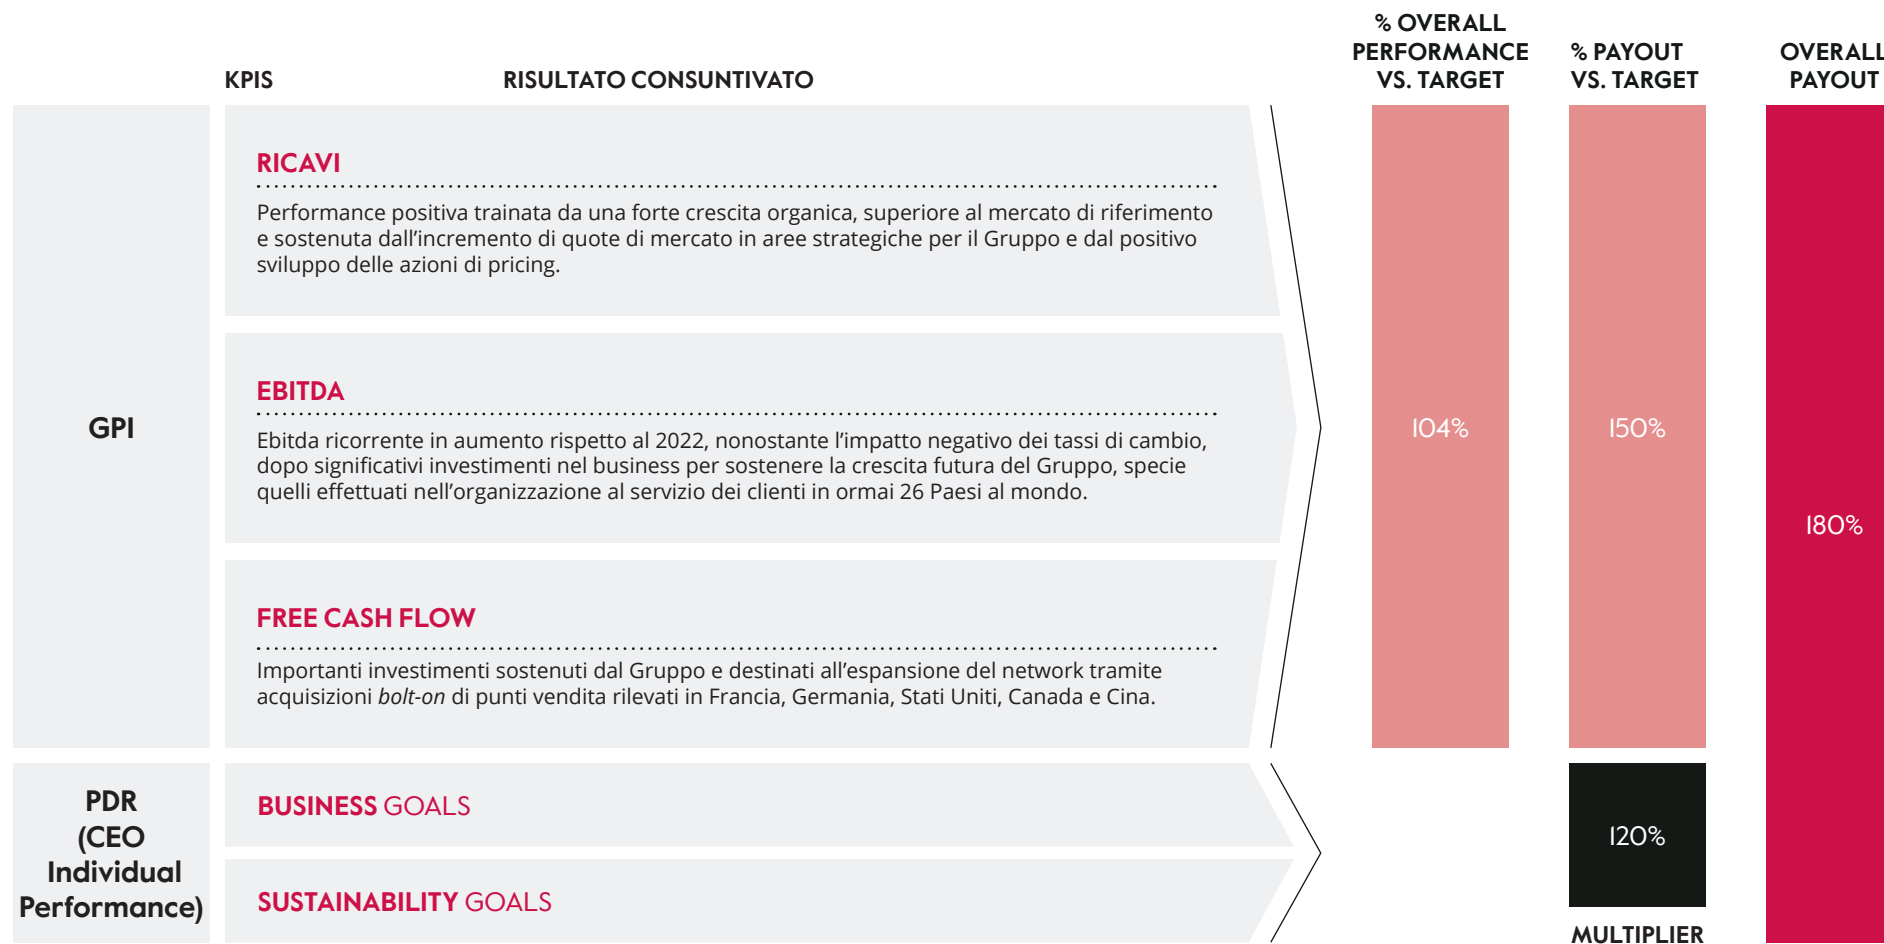 % OVERALL
PERFORMANCE
VS. TARGET
% PAYOUT
VS. TARGET
OVERALL
PAYOUT
KPIS
RISULTATO CONSUNTIVATO
GPI
RICAVI
Performance positiva trainata da una forte crescita organica, superiore al mercato di riferimento
e sostenuta dall’incremento di quote di mercato in aree strategiche per il Gruppo e dal positivo
sviluppo delle azioni di pricing.
EBITDA
Ebitda ricorrente in aumento rispetto al 2022, nonostante l’impatto negativo dei tassi di cambio,
dopo significativi investimenti nel business per sostenere la crescita futura del Gruppo, specie
quelli effettuati nell’organizzazione al servizio dei clienti in ormai 26 Paesi al mondo.
FREE CASH FLOW
Importanti investimenti sostenuti dal Gruppo e destinati all’espansione del network tramite
acquisizioni bolt-on di punti vendita rilevati in Francia, Germania, Stati Uniti, Canada e Cina.
104%
150%
180%
PDR
(CEO
Individual
Performance)
BUSINESS GOALS
SUSTAINABILITY GOALS
120%
MULTIPLIER